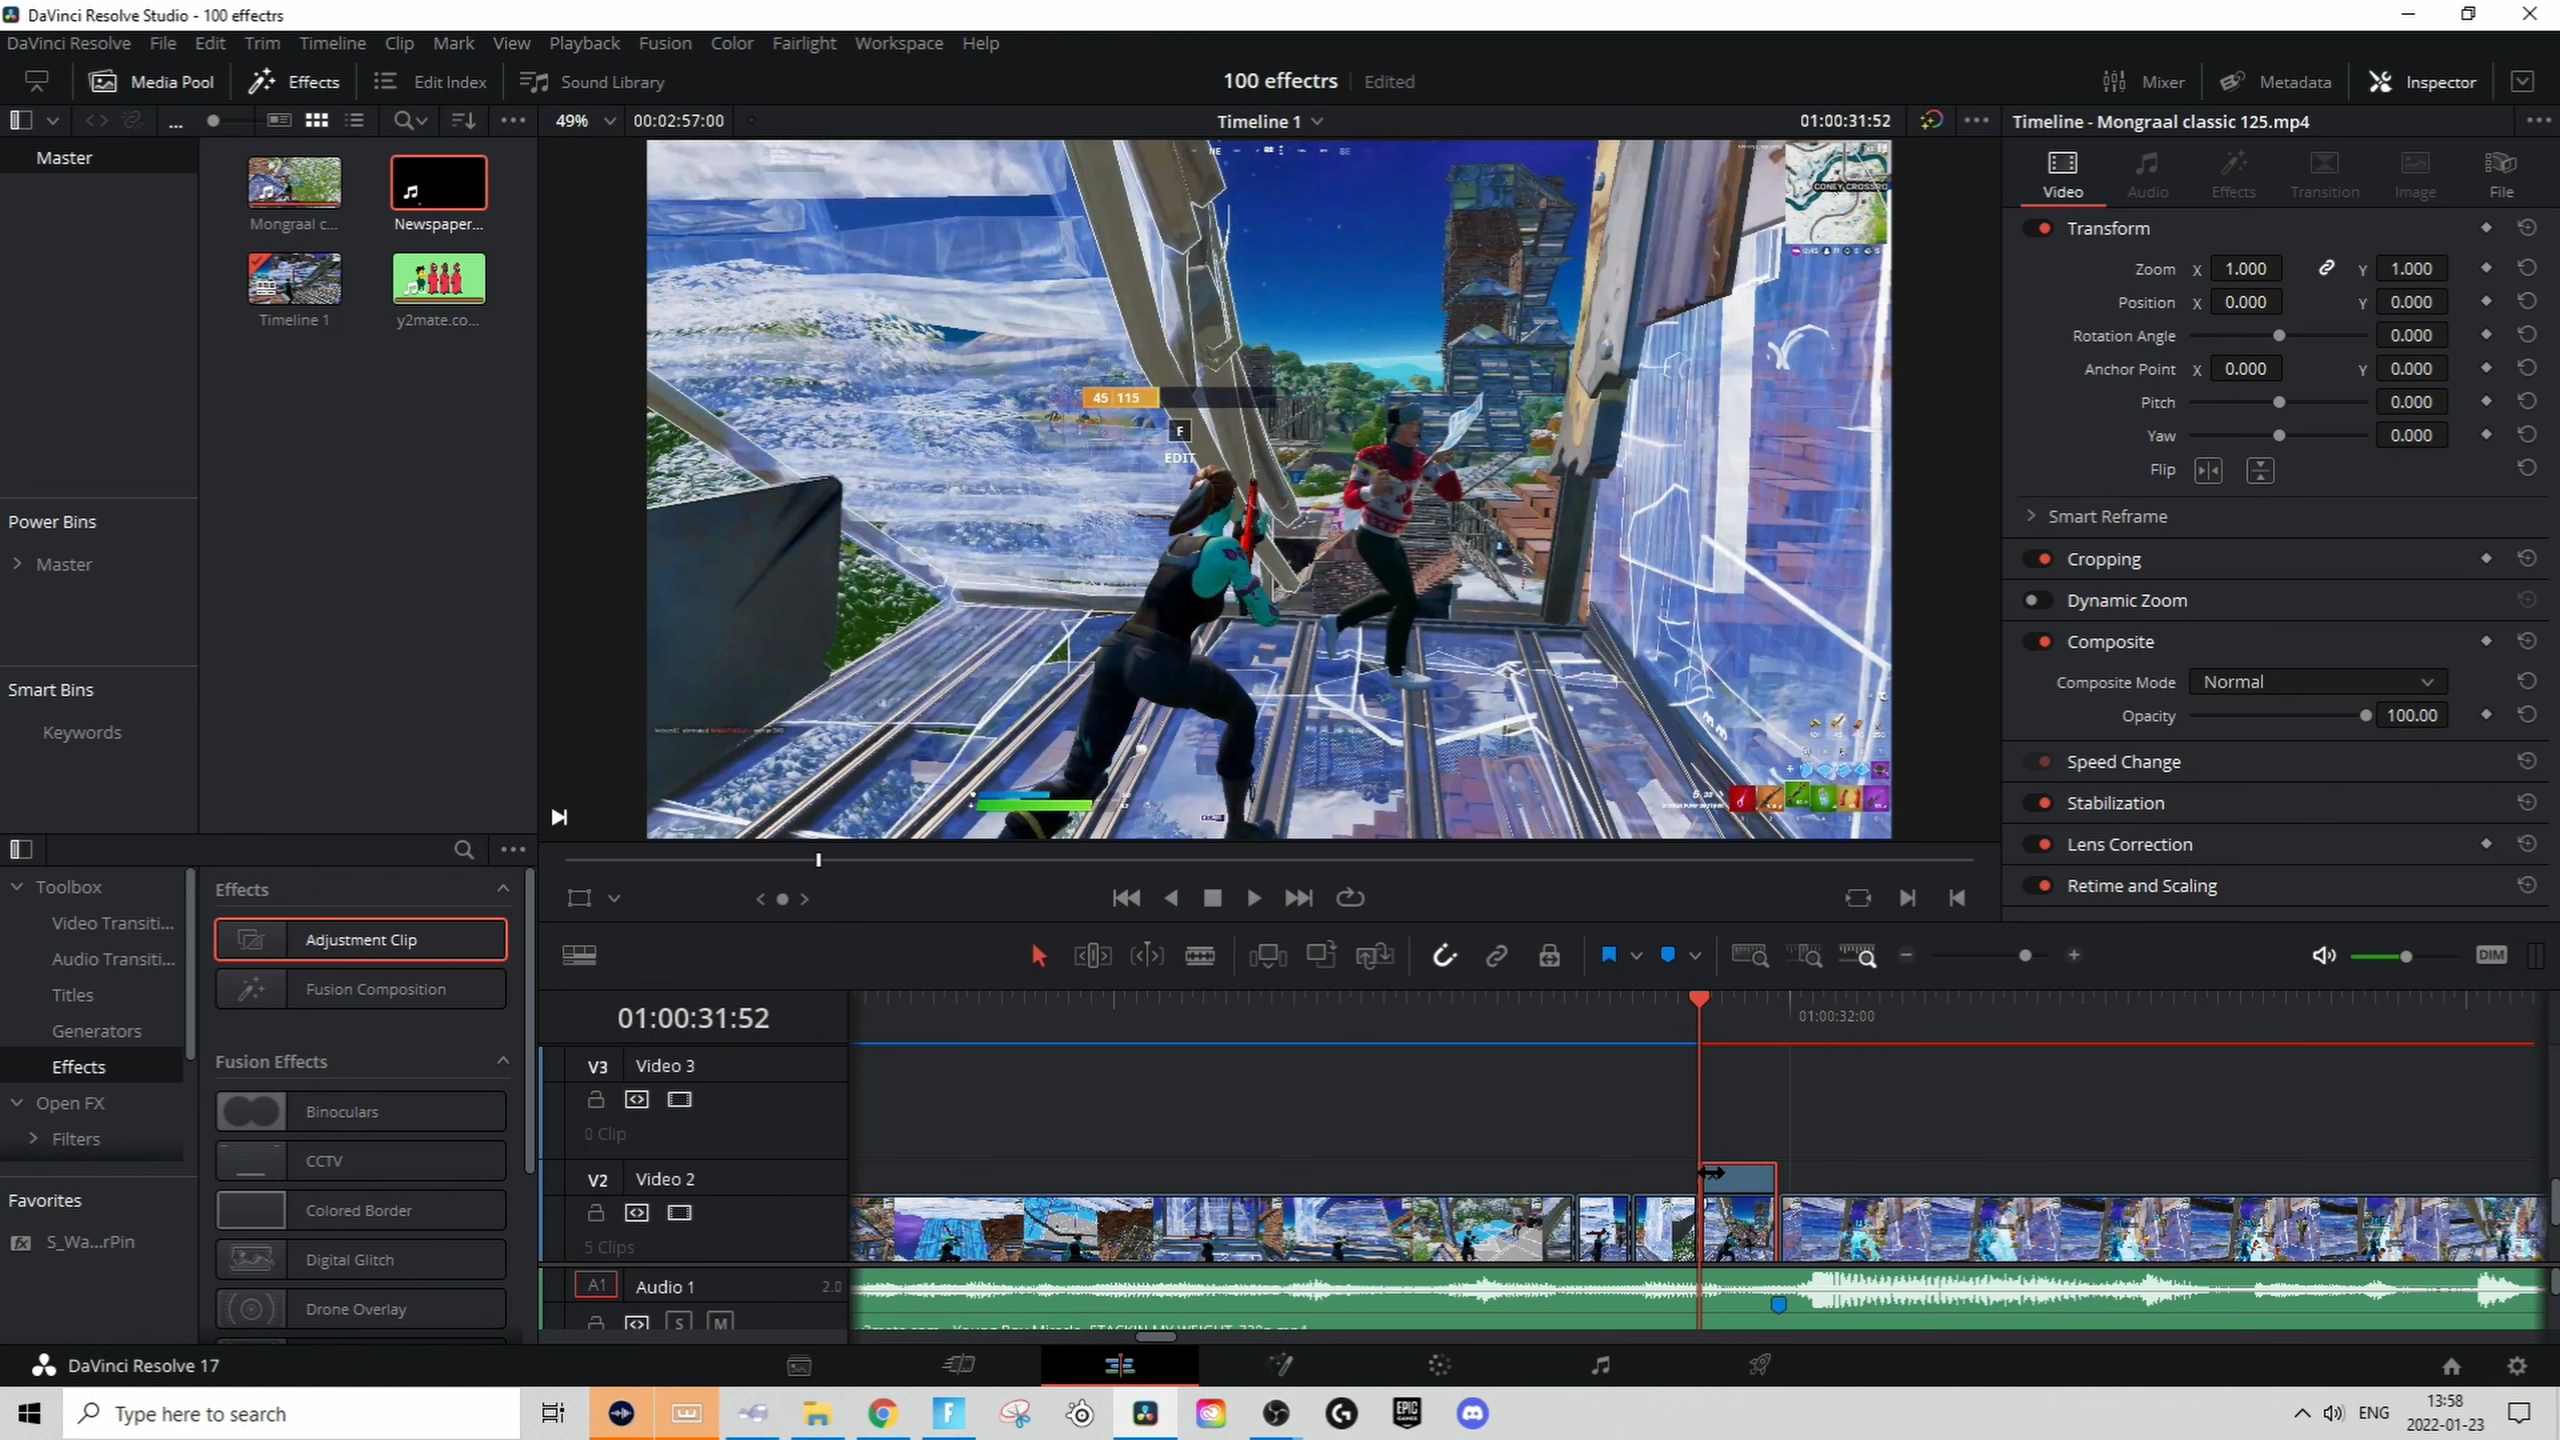 DaVinci Resolve Studio - 100 effectrs
DaVinci Resolve File Edit Trim Timeline Clip Mark View Playback Fusion Color Fairlight Workspace Help
Media Pool Effects Edit Index Sound Library 100 effectrs Edited Mixer Metadata Inspector
... 49% 00:02:57:00 Timeline 1 01:00:31:52 Timeline - Mongraal classic 125.mp4
Master
Mongraal c...
Newspaper...
Timeline 1
y2mate.co...
Power Bins
Master
Smart Bins
Keywords
NE
SE
CONEY CROSSRO
45 115
F
EDIT
Video Audio Effects Transition Image File
Transform
Zoom X 1.000 Y 1.000
Position X 0.000 Y 0.000
Rotation Angle 0.000
Anchor Point X 0.000 Y 0.000
Pitch 0.000
Yaw 0.000
Flip
Smart Reframe
Cropping
Dynamic Zoom
Composite
Composite Mode Normal
Opacity 100.00
Speed Change
Stabilization
Lens Correction
Retime and Scaling
Toolbox
Video Transiti...
Audio Transiti...
Titles
Generators
Effects
Open FX
Filters
Favorites
fx S_Wa...rPin
Effects
Adjustment Clip
Fusion Composition
Fusion Effects
Binoculars
CCTV
Colored Border
Digital Glitch
Drone Overlay
DIM
01:00:31:52
01:00:32:00
V3 Video 3
0 Clip
V2 Video 2
5 Clips
A1 Audio 1 2.0
S M
DaVinci Resolve 17
Type here to search
F
EPIC GAMES
ENG
13:58
2022-01-23